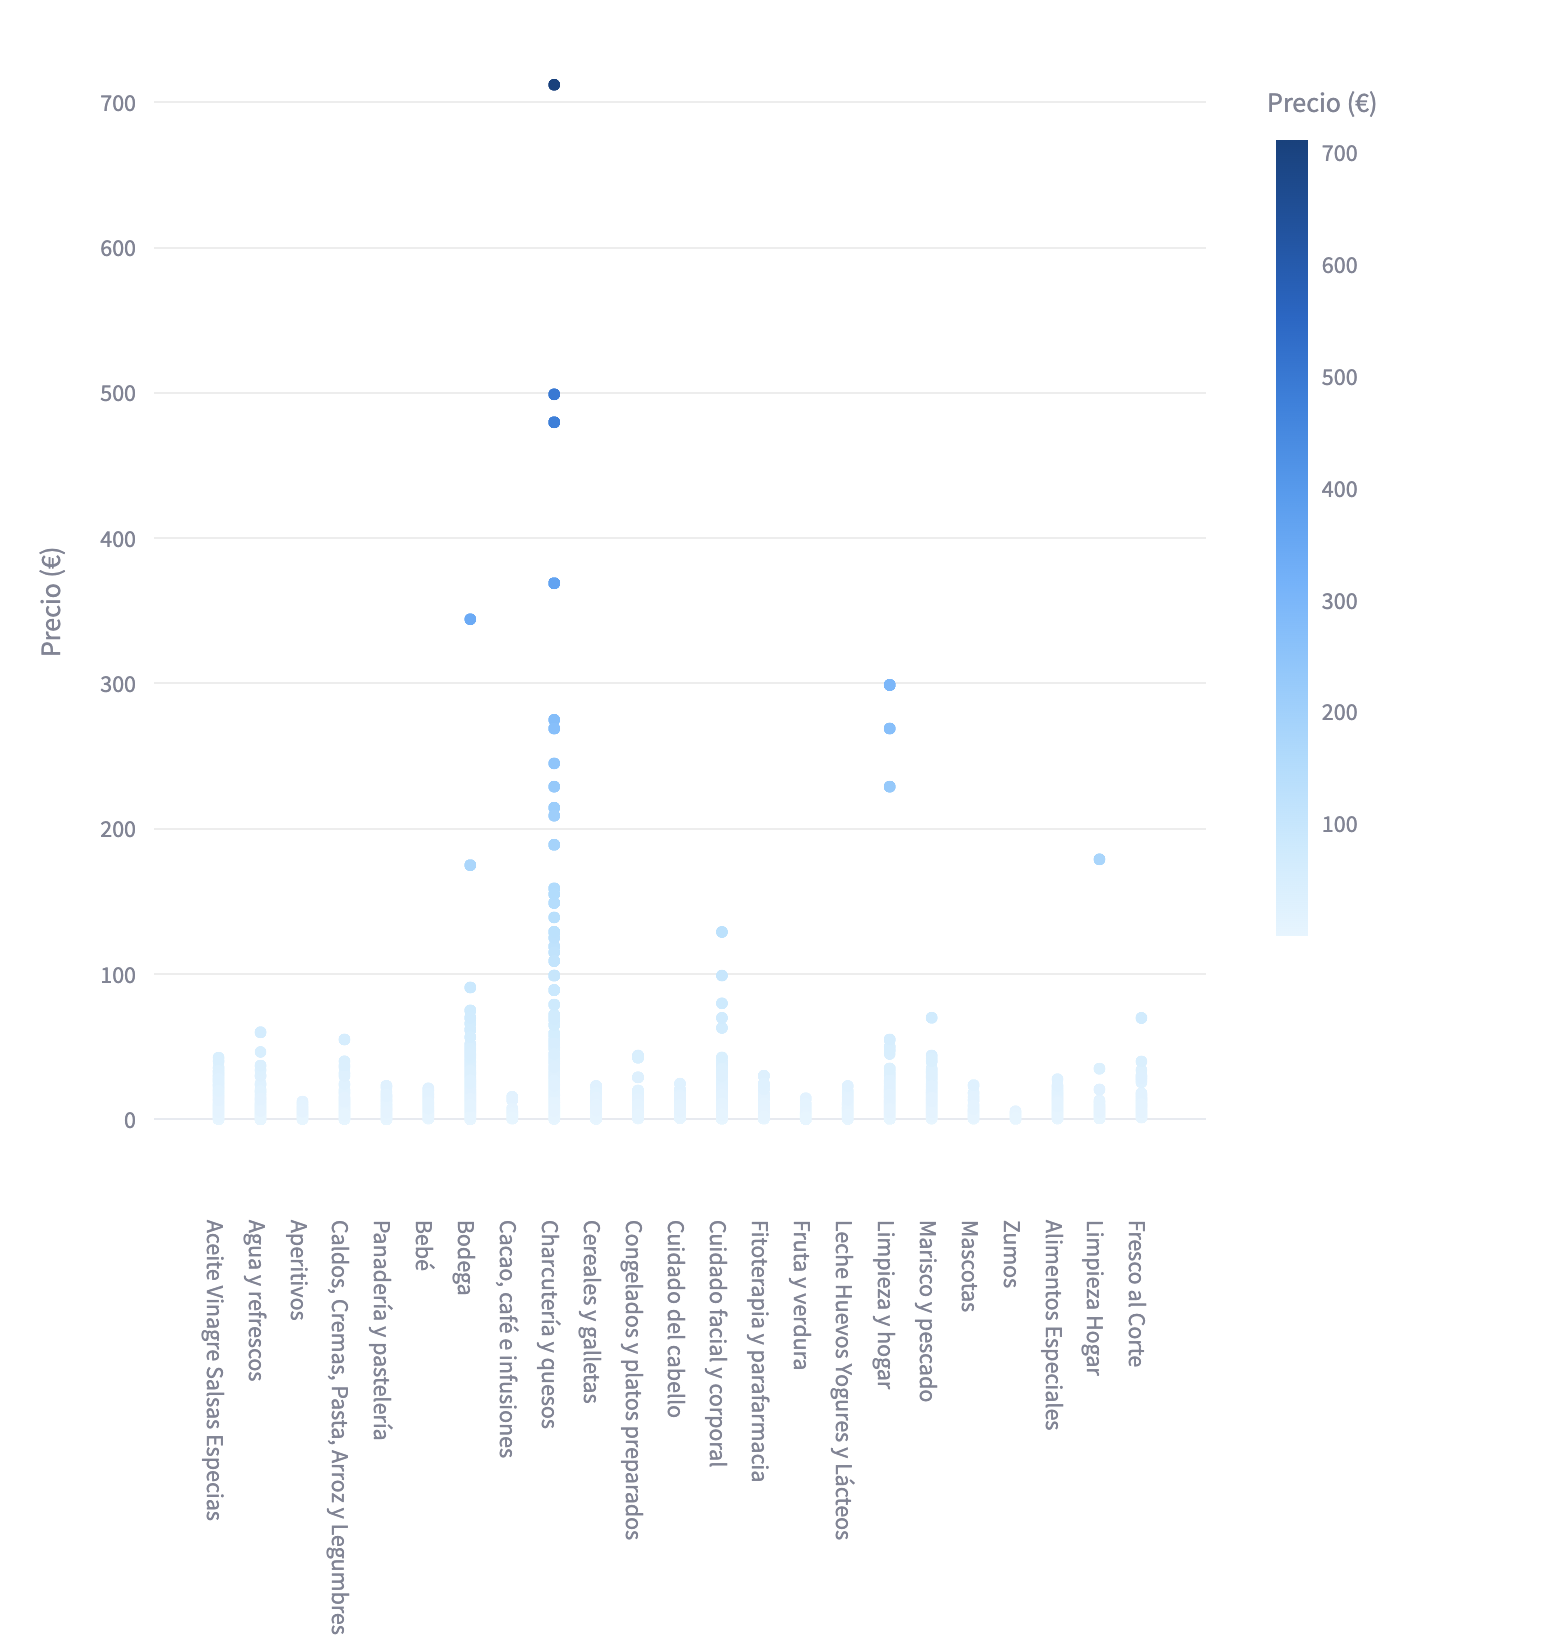 Precio (€)
700
600
500
400
300
200
100
0
Precio (€)
700
600
500
400
300
200
100
Aceite Vinagre Salsas Especias
Agua y refrescos
Aperitivos
Caldos, Cremas, Pasta, Arroz y Legumbres
Panadería y pastelería
Bebé
Bodega
Cacao, café e infusiones
Charcutería y quesos
Cereales y galletas
Congelados y platos preparados
Cuidado del cabello
Cuidado facial y corporal
Fitoterapia y parafarmacia
Fruta y verdura
Leche Huevos Yogures y Lácteos
Limpieza y hogar
Marisco y pescado
Mascotas
Zumos
Alimentos Especiales
Limpieza Hogar
Fresco al Corte